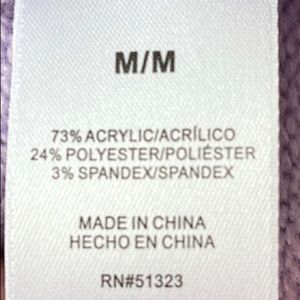 M/M
73% ACRYLIC/ACRÍLICO
24% POLYESTER/POLIÉSTER
3% SPANDEX/SPANDEX
MADE IN CHINA
HECHO EN CHINA
RN#51323